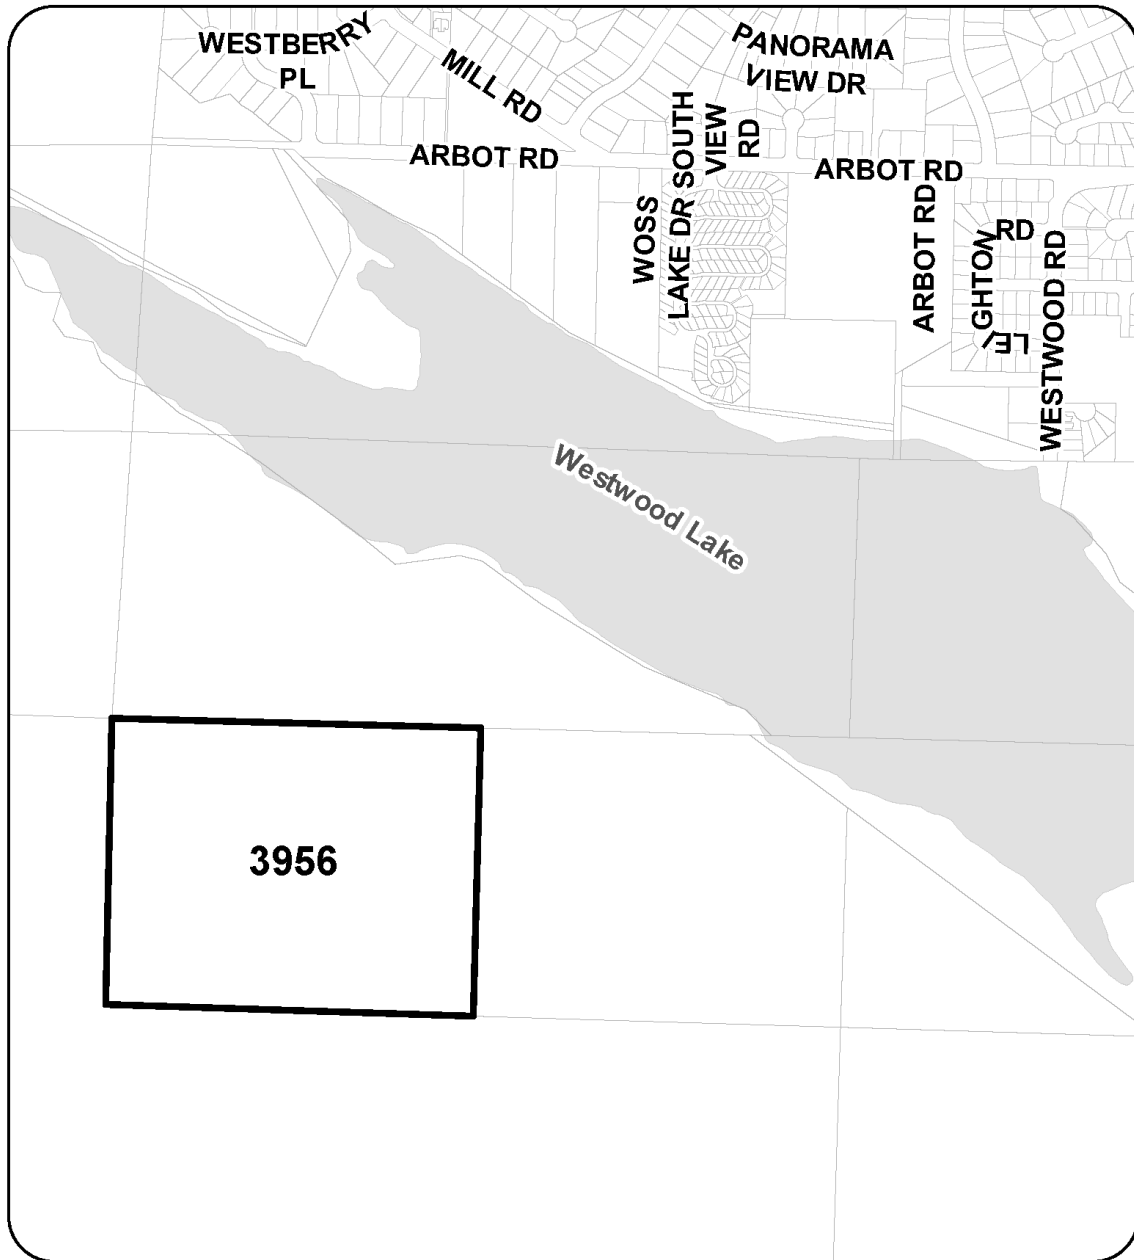 WESTBERRY
PL
MILL RD
PANORAMA
VIEW DR
ARBOT RD
SOUTH
VIEW
RD
ARBOT RD
WOSS
LAKE DR
ARBOT RD
LEIGHTON
RD
WESTWOOD RD
Westwood Lake
3956